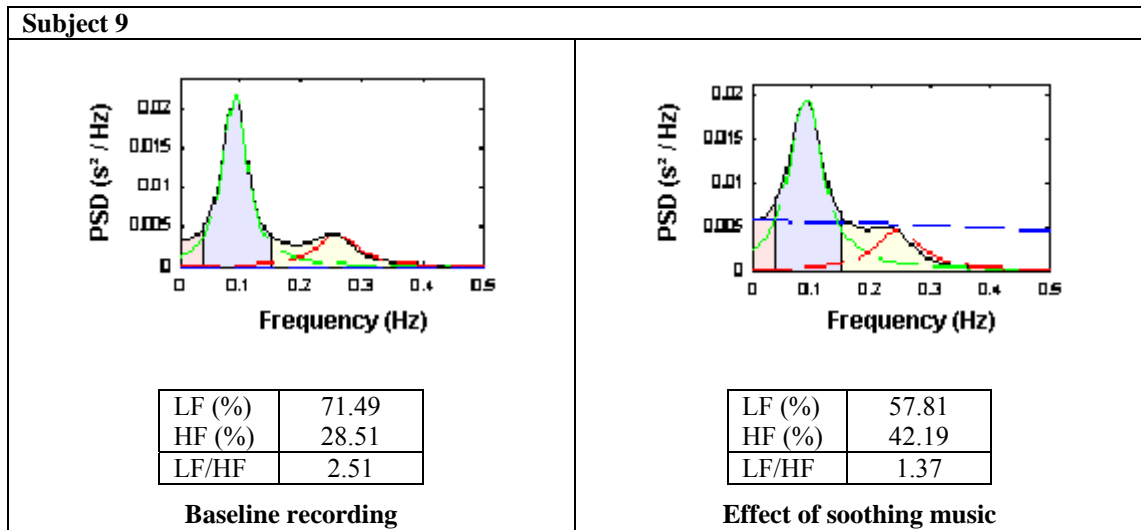 Subject 9
PSD (s² / Hz)
0.02
0.015
0.01
0.005
0
0 0.1 0.2 0.3 0.4 0.5
Frequency (Hz)
LF (%) 71.49
HF (%) 28.51
LF/HF 2.51
Baseline recording
PSD (s² / Hz)
0.02
0.015
0.01
0.005
0
0 0.1 0.2 0.3 0.4 0.5
Frequency (Hz)
LF (%) 57.81
HF (%) 42.19
LF/HF 1.37
Effect of soothing music